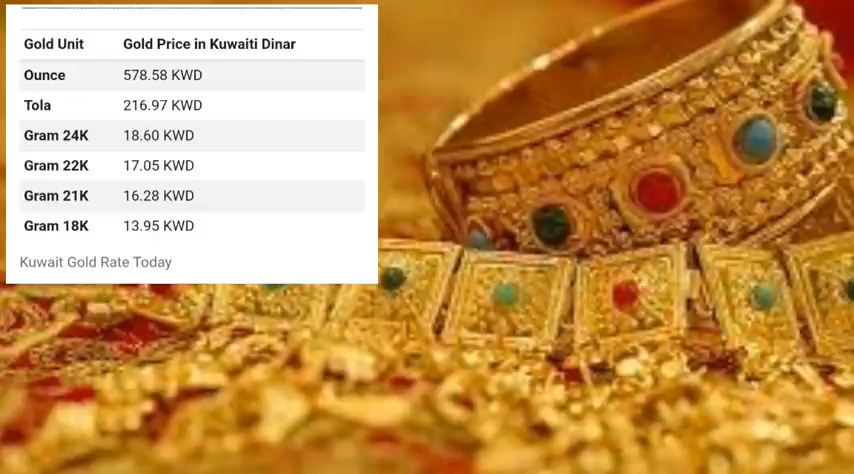 Gold Unit Gold Price in Kuwaiti Dinar
Ounce 578.58 KWD
Tola 216.97 KWD
Gram 24K 18.60 KWD
Gram 22K 17.05 KWD
Gram 21K 16.28 KWD
Gram 18K 13.95 KWD
Kuwait Gold Rate Today